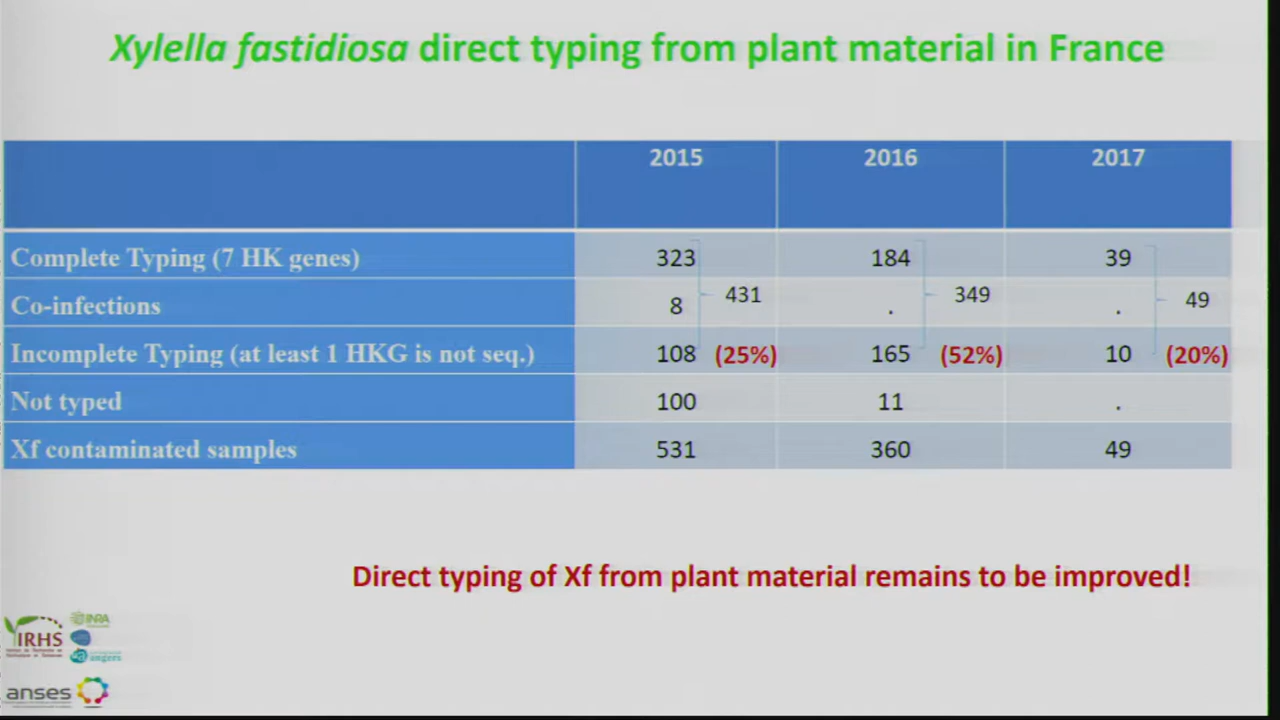 Xylella fastidiosa direct typing from plant material in France
2015 2016 2017
Complete Typing (7 HK genes) 323 184 39
431 349 49
Co-infections 8 . .
Incomplete Typing (at least 1 HKG is not seq.) 108 (25%) 165 (52%) 10 (20%)
Not typed 100 11 .
Xf contaminated samples 531 360 49
Direct typing of Xf from plant material remains to be improved!
IRHS
INRA
angers
anses